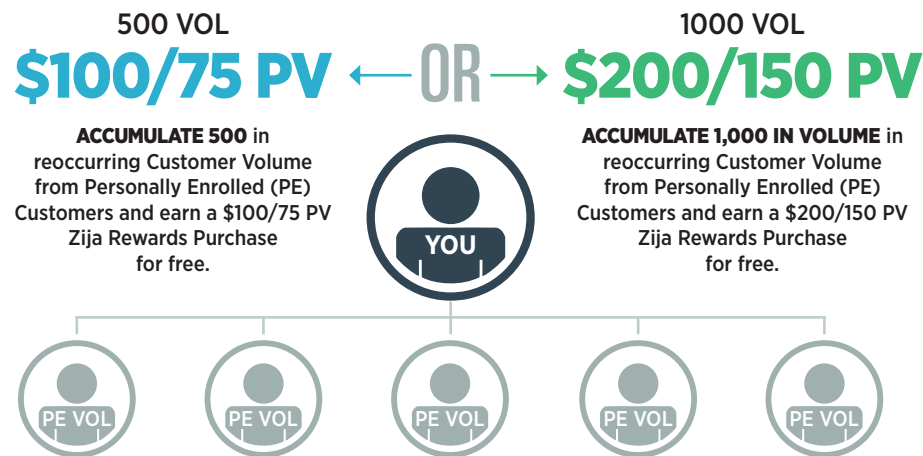 500 VOL
$100/75 PV
ACCUMULATE 500 in
reoccurring Customer Volume
from Personally Enrolled (PE)
Customers and earn a $100/75 PV
Zija Rewards Purchase
for free.
OR
1000 VOL
$200/150 PV
ACCUMULATE 1,000 IN VOLUME in
reoccurring Customer Volume
from Personally Enrolled (PE)
Customers and earn a $200/150 PV
Zija Rewards Purchase
for free.
YOU
PE VOL
PE VOL
PE VOL
PE VOL
PE VOL